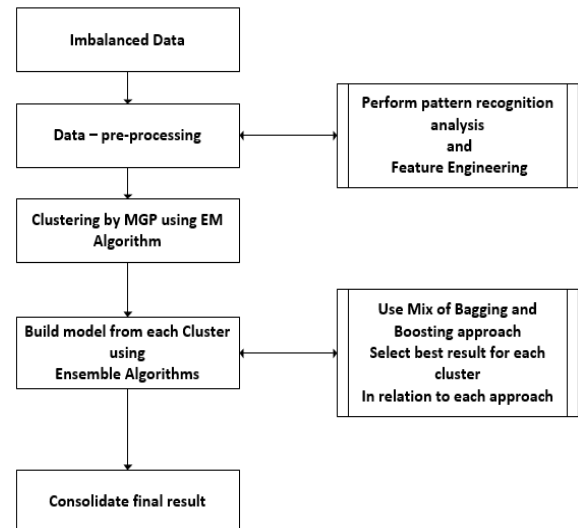 Imbalanced Data
Data – pre-processing
Perform pattern recognition
analysis
and
Feature Engineering
Clustering by MGP using EM
Algorithm
Build model from each Cluster
using
Ensemble Algorithms
Use Mix of Bagging and
Boosting approach
Select best result for each
cluster
In relation to each approach
Consolidate final result